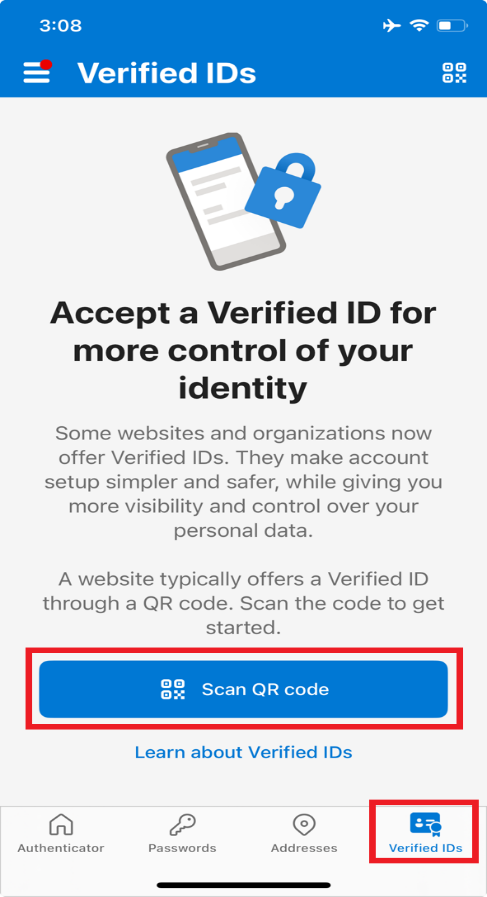 3:08
Verified IDs
Accept a Verified ID for
more control of your
identity
Some websites and organizations now
offer Verified IDs. They make account
setup simpler and safer, while giving you
more visibility and control over your
personal data.
A website typically offers a Verified ID
through a QR code. Scan the code to get
started.
Scan QR code
Learn about Verified IDs
Authenticator Passwords Addresses Verified IDs